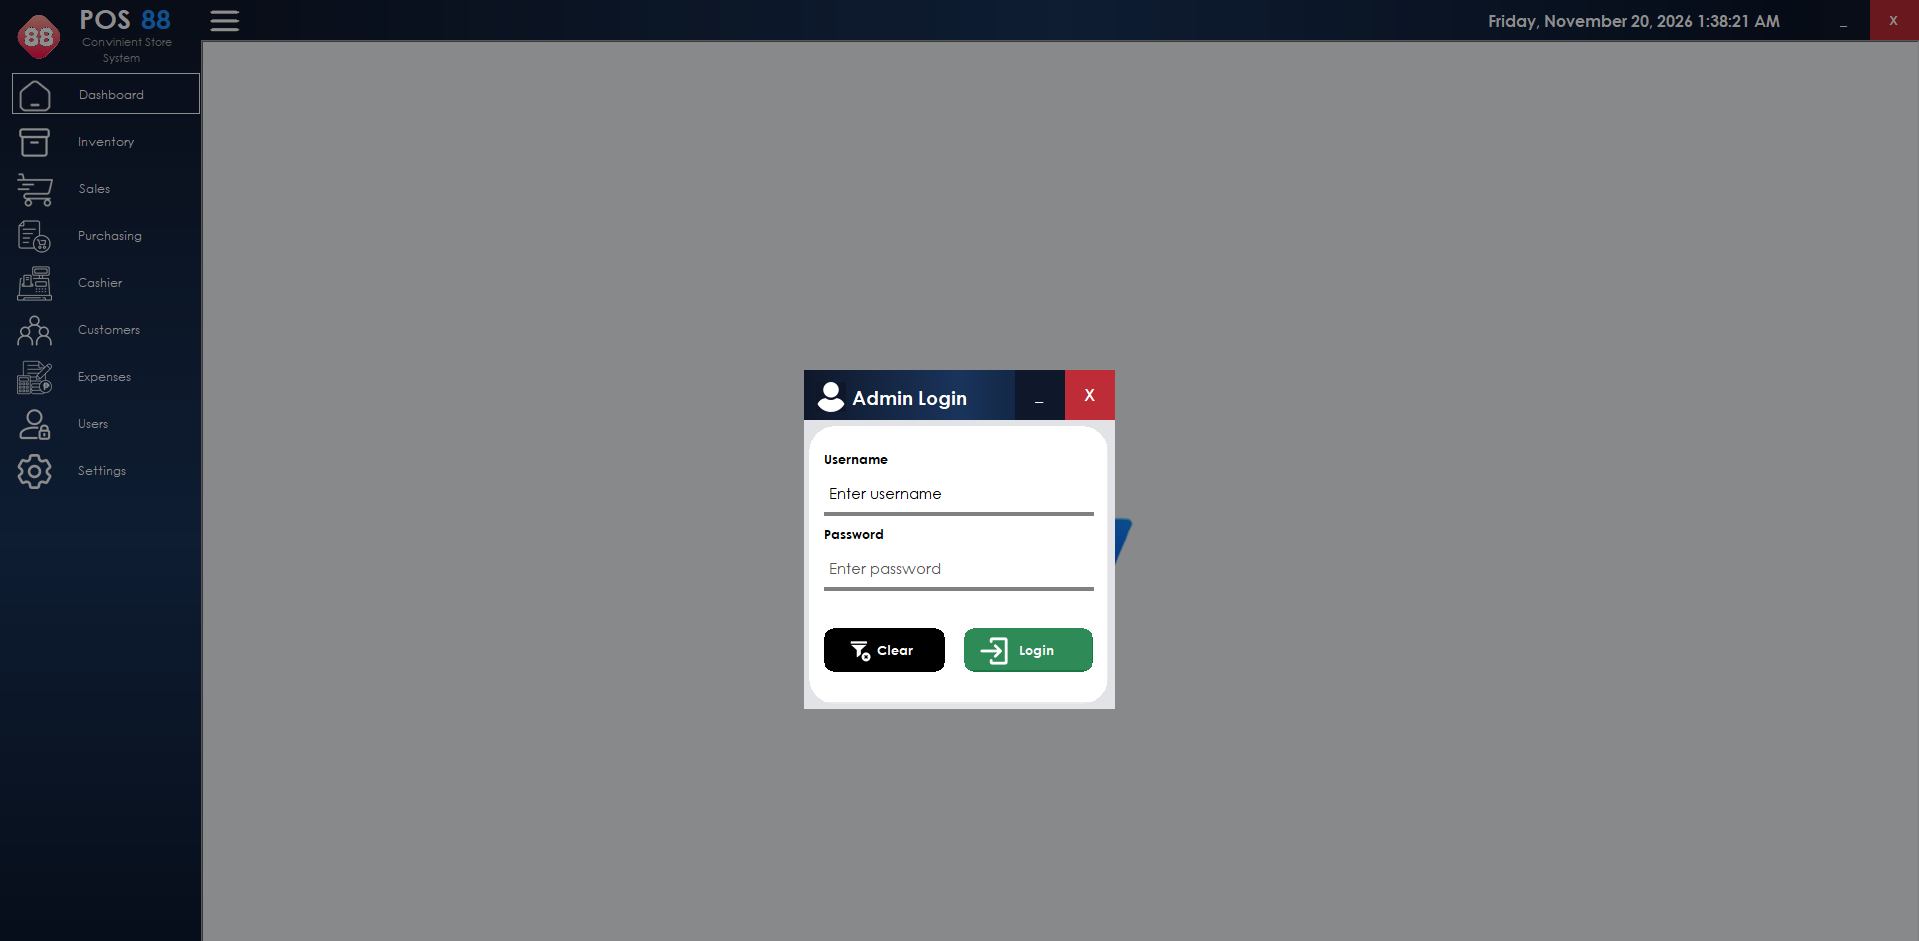 88
POS 88
Convinient Store
System
Friday, November 20, 2026 1:38:21 AM
_
X
Dashboard
Inventory
Sales
Purchasing
Cashier
Customers
Expenses
Users
Settings
Admin Login
_
X
Username
Enter username
Password
Enter password
Clear
Login